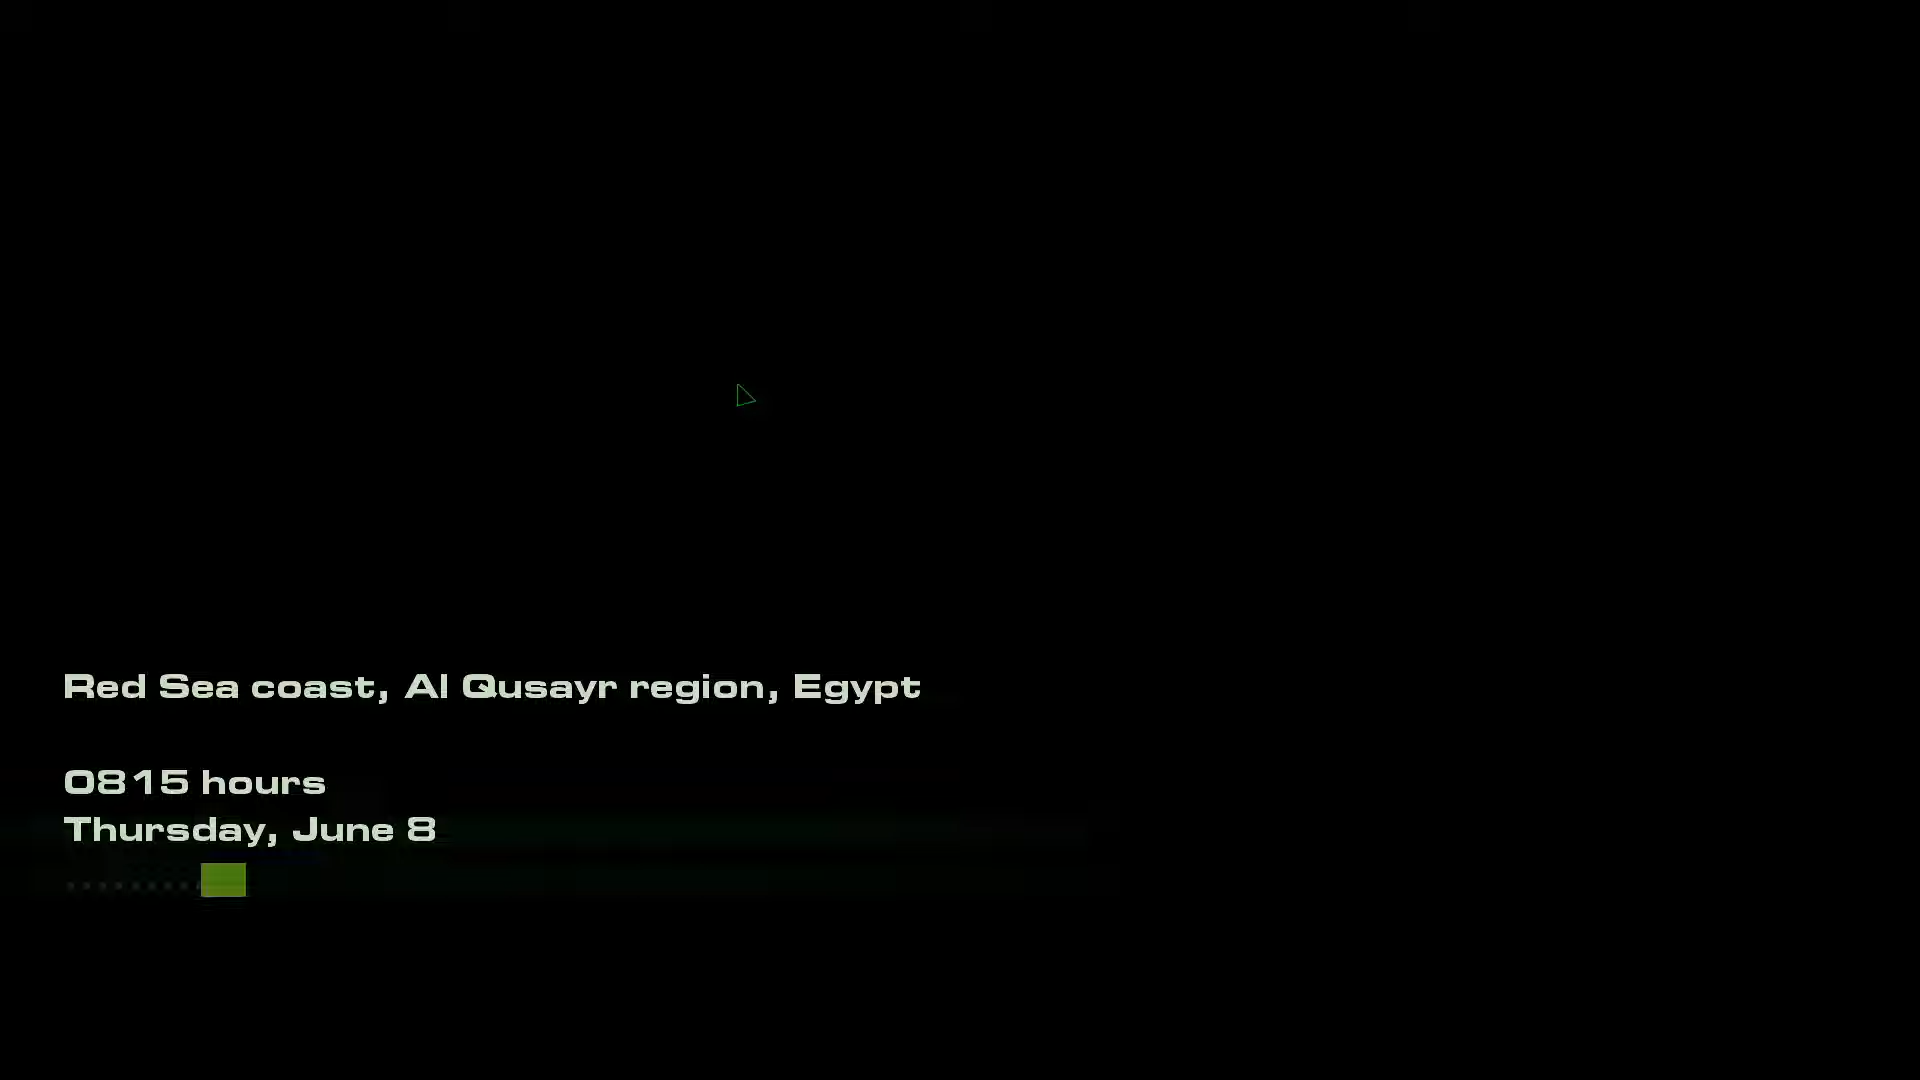 Red Sea coast, Al Qusayr region, Egypt
0815 hours
Thursday, June 8